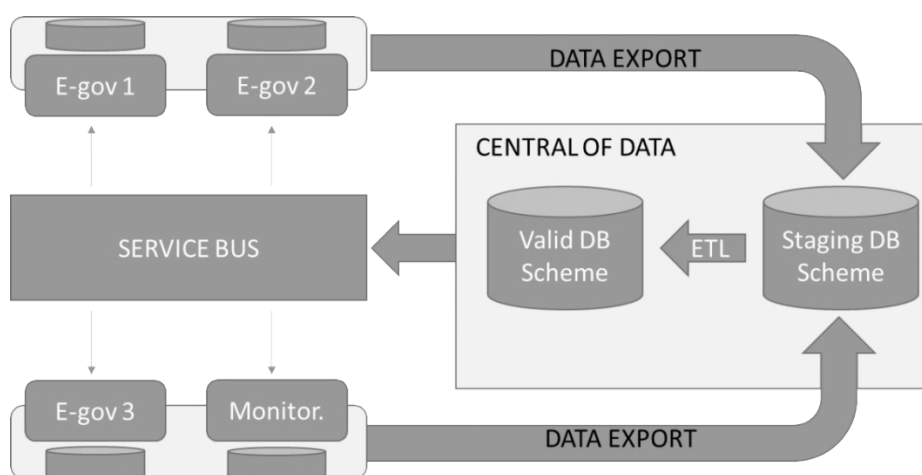 DATA EXPORT
E-gov 1
E-gov 2
CENTRAL OF DATA
SERVICE BUS
Valid DB
Scheme
ETL
Staging DB
Scheme
E-gov 3
Monitor.
DATA EXPORT